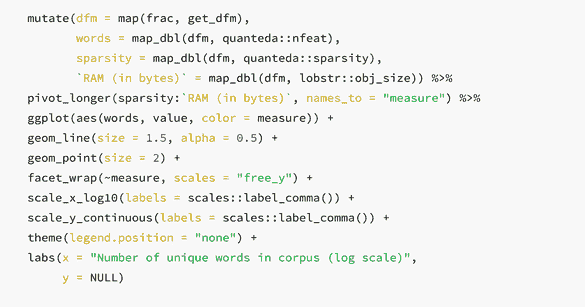 mutate(dfm = map(frac, get_dfm),
words = map_dbl(dfm, quanteda::nfeat),
sparsity = map_dbl(dfm, quanteda::sparsity),
`RAM (in bytes)` = map_dbl(dfm, lobstr::obj_size)) %>%
pivot_longer(sparsity:`RAM (in bytes)`, names_to = "measure") %>%
ggplot(aes(words, value, color = measure)) +
geom_line(size = 1.5, alpha = 0.5) +
geom_point(size = 2) +
facet_wrap(~measure, scales = "free_y") +
scale_x_log10(labels = scales::label_comma()) +
scale_y_continuous(labels = scales::label_comma()) +
theme(legend.position = "none") +
labs(x = "Number of unique words in corpus (log scale)",
y = NULL)